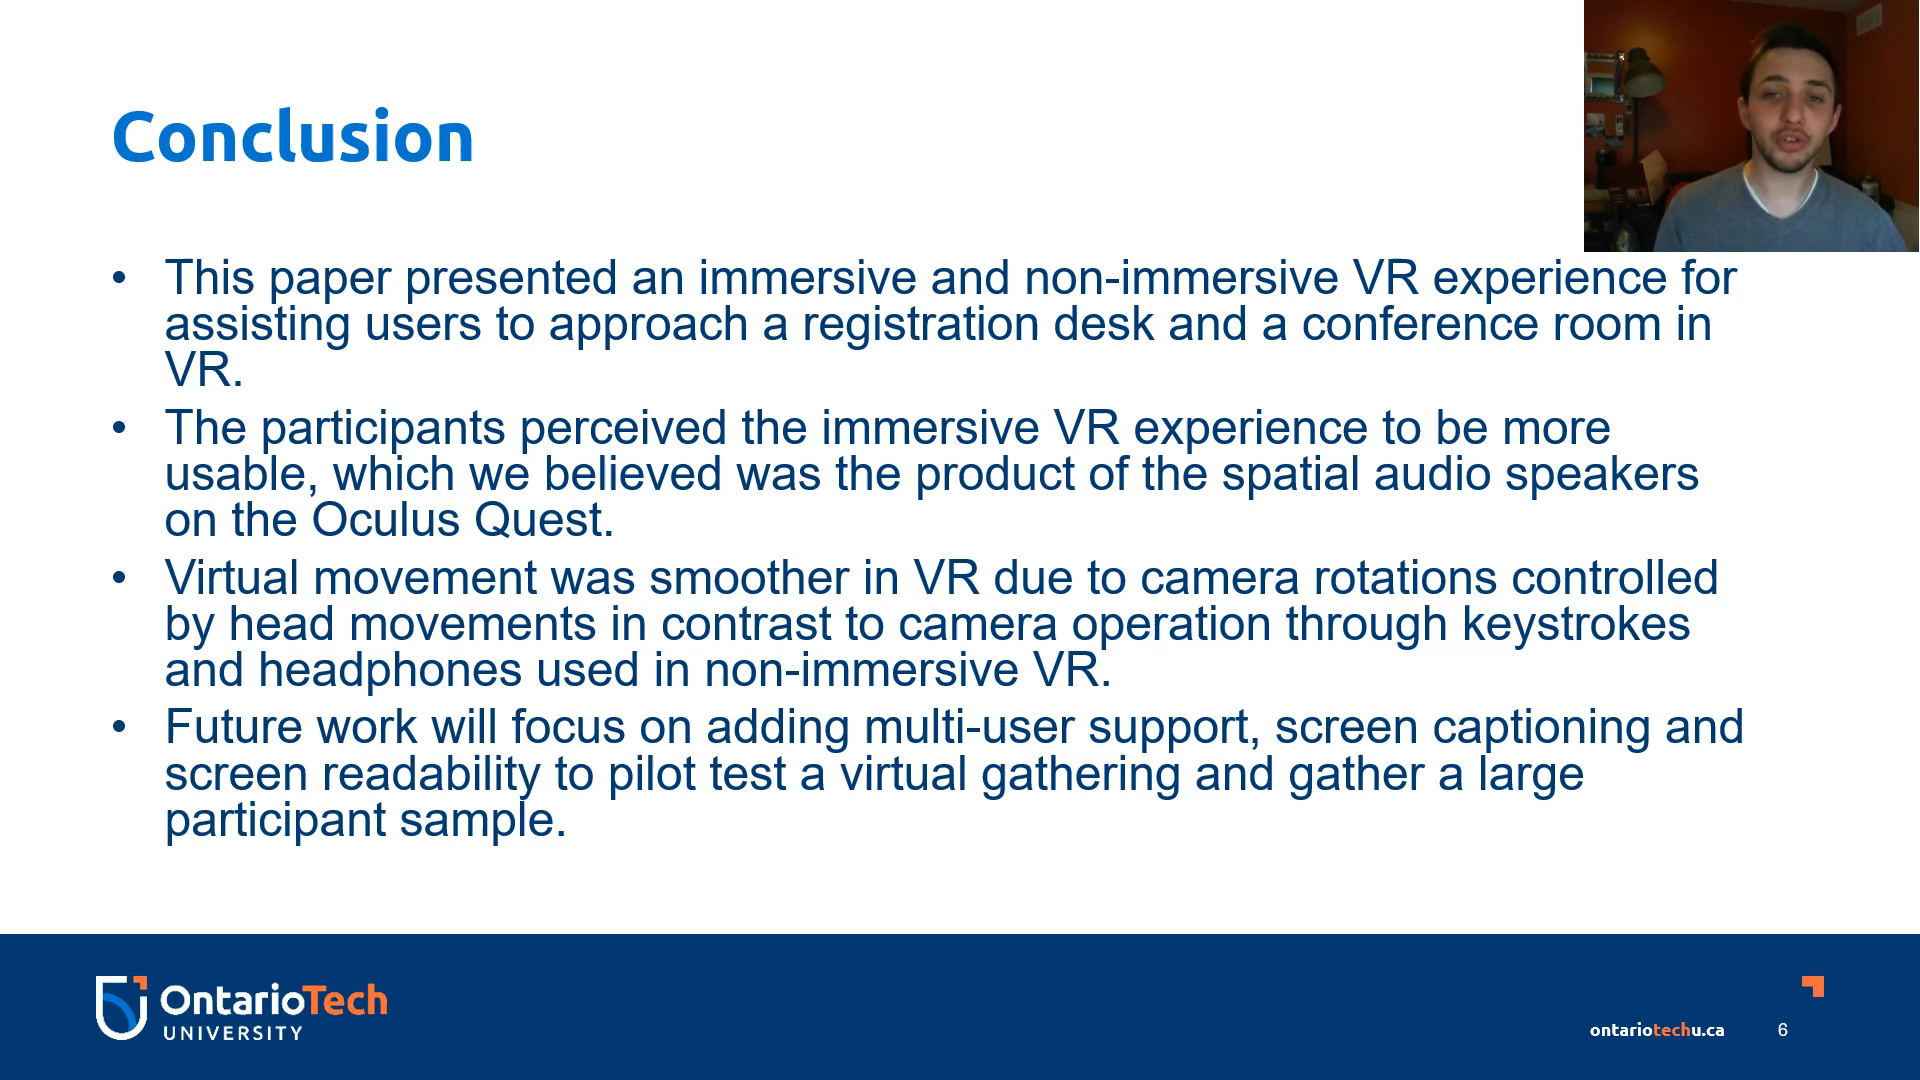 Conclusion
• This paper presented an immersive and non-immersive VR experience for
assisting users to approach a registration desk and a conference room in
VR.
• The participants perceived the immersive VR experience to be more
usable, which we believed was the product of the spatial audio speakers
on the Oculus Quest.
• Virtual movement was smoother in VR due to camera rotations controlled
by head movements in contrast to camera operation through keystrokes
and headphones used in non-immersive VR.
• Future work will focus on adding multi-user support, screen captioning and
screen readability to pilot test a virtual gathering and gather a large
participant sample.
OntarioTech
UNIVERSITY
ontariotechu.ca 6